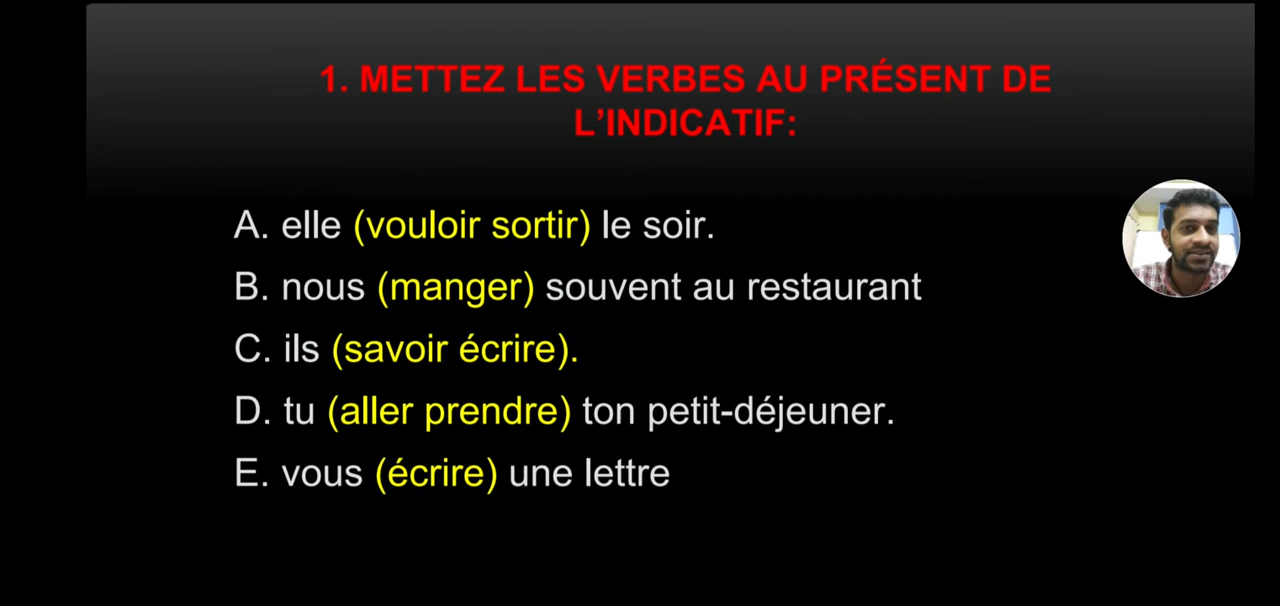 1. METTEZ LES VERBES AU PRÉSENT DE
L’INDICATIF:
A. elle (vouloir sortir) le soir.
B. nous (manger) souvent au restaurant
C. ils (savoir écrire).
D. tu (aller prendre) ton petit-déjeuner.
E. vous (écrire) une lettre